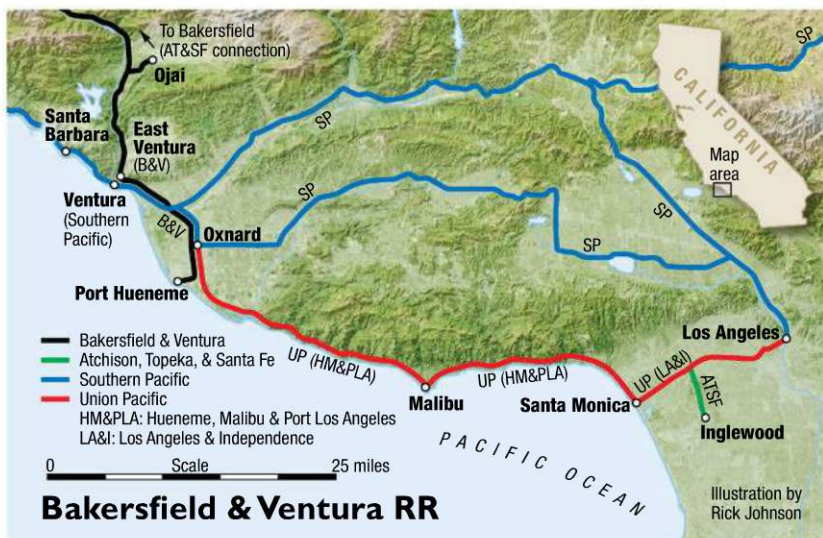 To Bakersfield
(AT&SF connection)
Ojai
SP
CALIFORNIA
Santa
Barbara
East
Ventura
(B&V)
SP
Map
area
Ventura
(Southern
Pacific)
SP
B&V
Oxnard
SP
SP
Port Hueneme
Bakersfield & Ventura
Atchison, Topeka, & Santa Fe
Southern Pacific
Union Pacific
HM&PLA: Hueneme, Malibu & Port Los Angeles
LA&I: Los Angeles & Independence
UP (HM&PLA)
Malibu
UP (HM&PLA)
Santa Monica
UP (LA&I)
Los Angeles
ATSF
Inglewood
PACIFIC OCEAN
0 Scale 25 miles
Bakersfield & Ventura RR
Illustration by
Rick Johnson